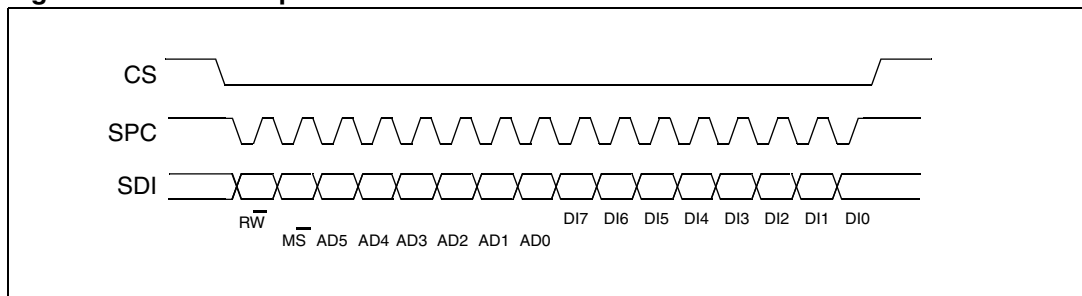 CS
SPC
SDI
RW̅ DI7 DI6 DI5 DI4 DI3 DI2 DI1 DI0
MS̅ AD5 AD4 AD3 AD2 AD1 AD0